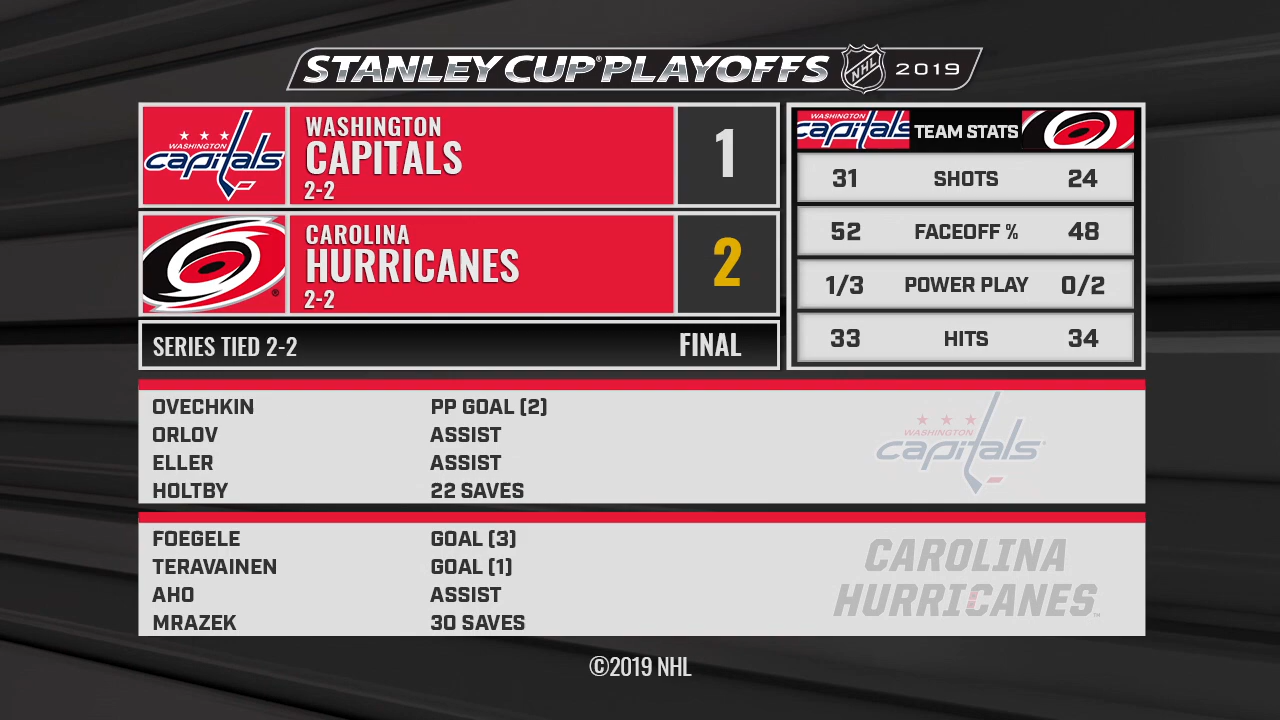 STANLEY CUP® PLAYOFFS NHL 2019
WASHINGTON capitals
WASHINGTON
CAPITALS
2-2
1
®
CAROLINA
HURRICANES
2-2
2
SERIES TIED 2-2 FINAL
WASHINGTON capitals TEAM STATS
31 SHOTS 24
52 FACEOFF % 48
1/3 POWER PLAY 0/2
33 HITS 34
OVECHKIN PP GOAL (2)
ORLOV ASSIST
ELLER ASSIST
HOLTBY 22 SAVES
WASHINGTON capitals
FOEGELE GOAL (3)
TERAVAINEN GOAL (1)
AHO ASSIST
MRAZEK 30 SAVES
CAROLINA
HURRICANES™
©2019 NHL